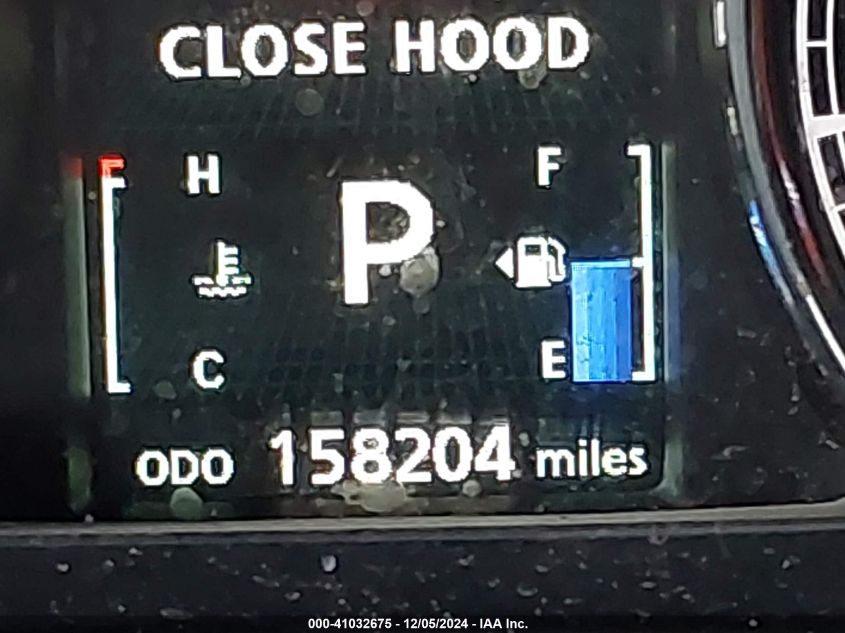 CLOSE HOOD
H
F
P
E
C
ODO 158204 miles
000-41032675 - 12/05/2024 - IAA Inc.